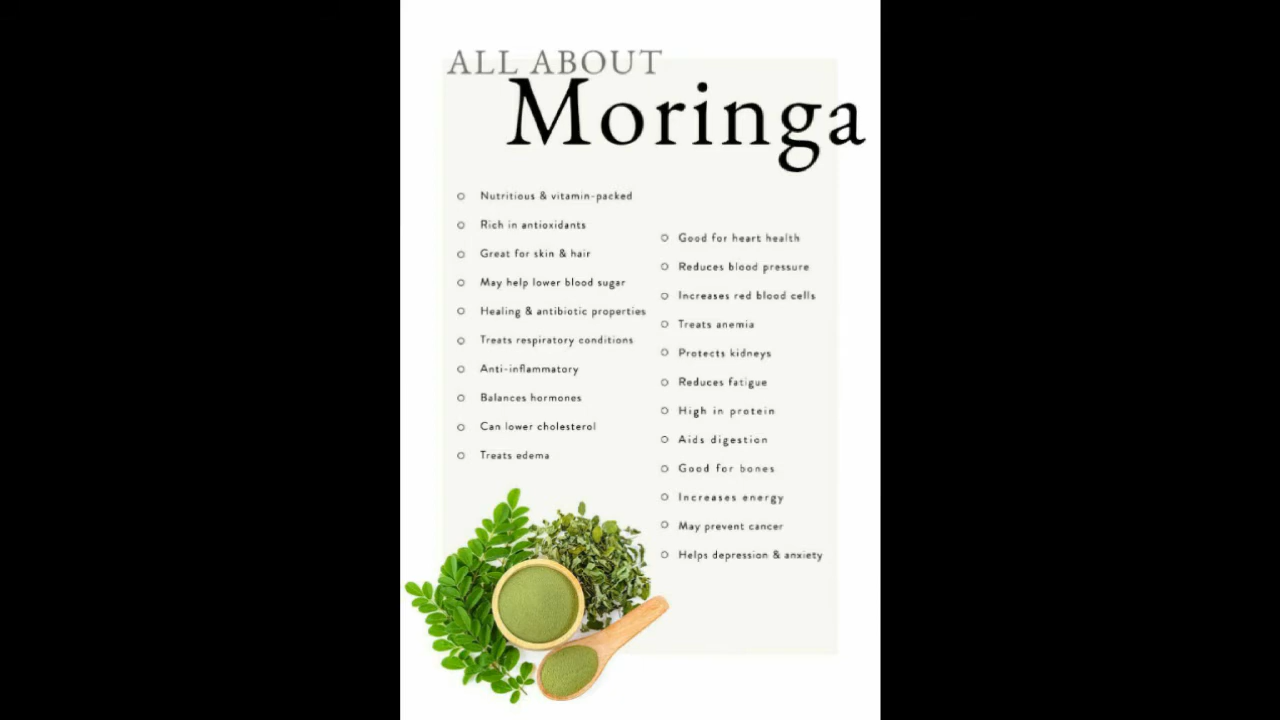 ALL ABOUT
Moringa
Nutritious & vitamin-packed
Rich in antioxidants
Great for skin & hair
May help lower blood sugar
Healing & antibiotic properties
Treats respiratory conditions
Anti-inflammatory
Balances hormones
Can lower cholesterol
Treats edema
Good for heart health
Reduces blood pressure
Increases red blood cells
Treats anemia
Protects kidneys
Reduces fatigue
High in protein
Aids digestion
Good for bones
Increases energy
May prevent cancer
Helps depression & anxiety